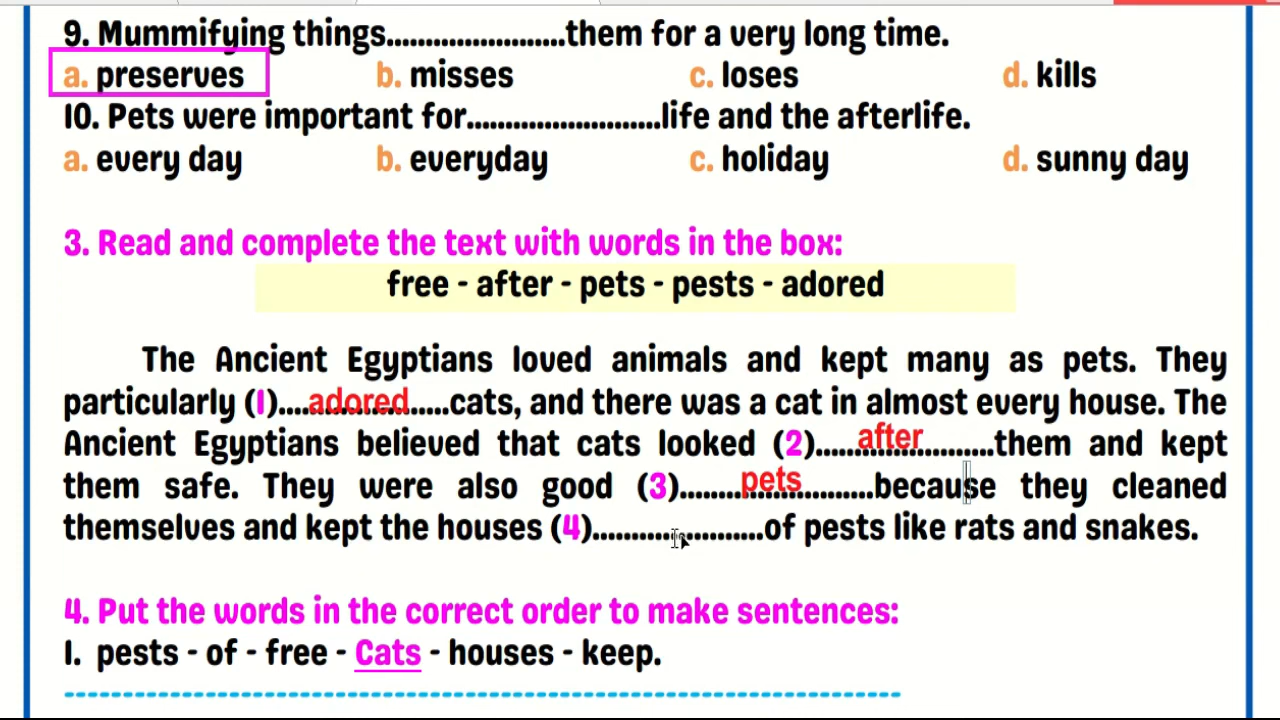 9. Mummifying things.......................them for a very long time.
a. preserves b. misses c. loses d. kills
10. Pets were important for.........................life and the afterlife.
a. every day b. everyday c. holiday d. sunny day
3. Read and complete the text with words in the box:
free - after - pets - pests - adored
The Ancient Egyptians loved animals and kept many as pets. They
particularly (1)....adored.....cats, and there was a cat in almost every house. The
Ancient Egyptians believed that cats looked (2).....after.........them and kept
them safe. They were also good (3)........pets.........because they cleaned
themselves and kept the houses (4)......................of pests like rats and snakes.
4. Put the words in the correct order to make sentences:
1. pests - of - free - Cats - houses - keep.